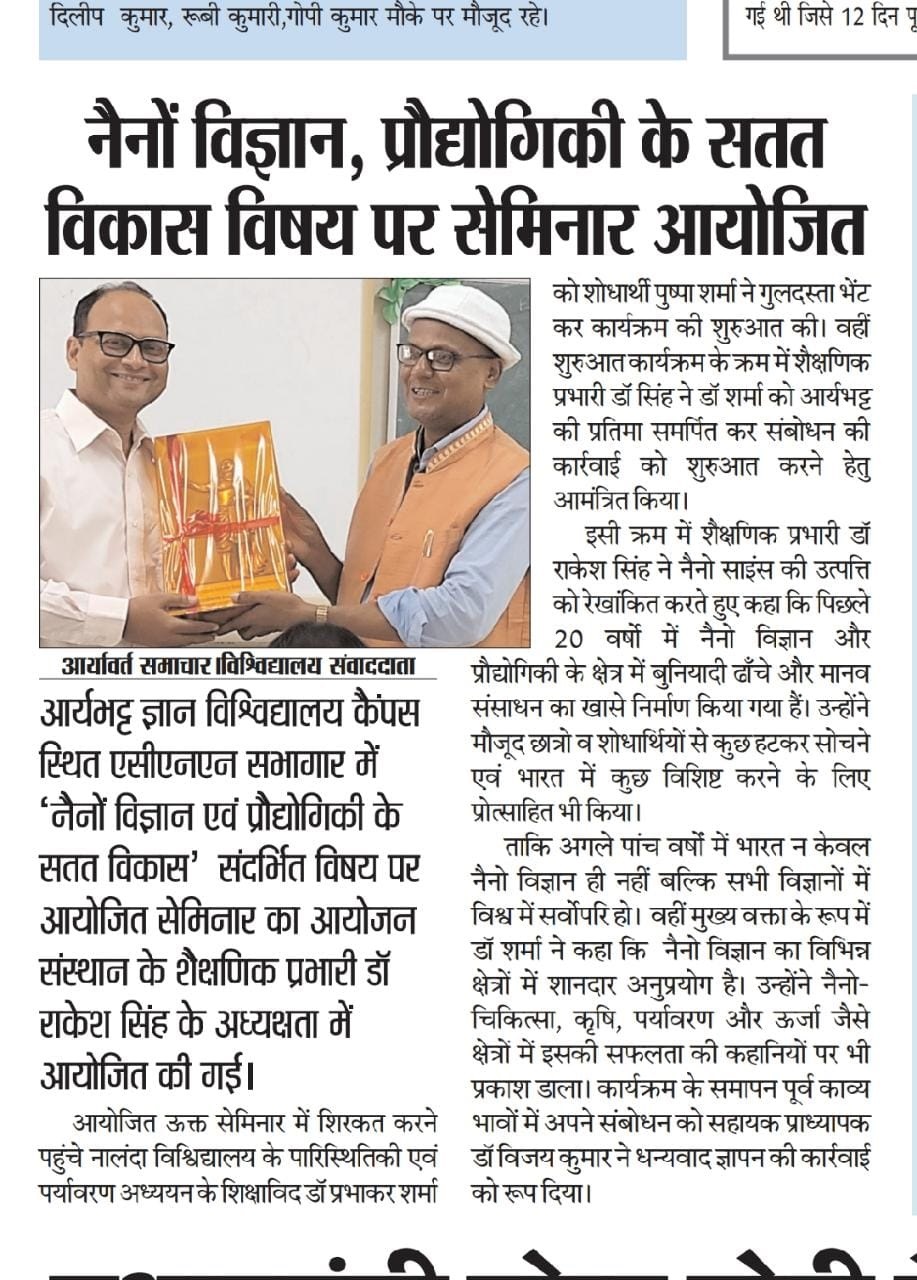 दिलीप कुमार, रूबी कुमारी,गोपी कुमार मौके पर मौजूद रहे।
गई थी जिसे 12 दिन
नैनों विज्ञान, प्रौद्योगिकी के सतत
विकास विषय पर सेमिनार आयोजित
आर्यावर्त समाचार।विश्विद्यालय संवाददाता
आर्यभट्ट ज्ञान विश्विद्यालय कैंपस
स्थित एसीएनएन सभागार में
‘नैनों विज्ञान एवं प्रौद्योगिकी के
सतत विकास’ संदर्भित विषय पर
आयोजित सेमिनार का आयोजन
संस्थान के शैक्षणिक प्रभारी डॉ
राकेश सिंह के अध्यक्षता में
आयोजित की गई।
आयोजित ऊक्त सेमिनार में शिरकत करने
पहुंचे नालंदा विश्विद्यालय के पारिस्थितिकी एवं
पर्यावरण अध्ययन के शिक्षाविद डॉ प्रभाकर शर्मा
को शोधार्थी पुष्पा शर्मा ने गुलदस्ता भेंट
कर कार्यक्रम की शुरुआत की। वहीं
शुरुआत कार्यक्रम के क्रम में शैक्षणिक
प्रभारी डॉ सिंह ने डॉ शर्मा को आर्यभट्ट
की प्रतिमा समर्पित कर संबोधन की
कार्रवाई को शुरुआत करने हेतु
आमंत्रित किया।
इसी क्रम में शैक्षणिक प्रभारी डॉ
राकेश सिंह ने नैनो साइंस की उत्पत्ति
को रेखांकित करते हुए कहा कि पिछले
20 वर्षो में नैनो विज्ञान और
प्रौद्योगिकी के क्षेत्र में बुनियादी ढाँचे और मानव
संसाधन का खासे निर्माण किया गया हैं। उन्होंने
मौजूद छात्रो व शोधार्थियों से कुछ हटकर सोचने
एवं भारत में कुछ विशिष्ट करने के लिए
प्रोत्साहित भी किया।
ताकि अगले पांच वर्षों में भारत न केवल
नैनो विज्ञान ही नहीं बल्कि सभी विज्ञानों में
विश्व में सर्वोपरि हो। वहीं मुख्य वक्ता के रूप में
डॉ शर्मा ने कहा कि नैनो विज्ञान का विभिन्न
क्षेत्रों में शानदार अनुप्रयोग है। उन्होंने नैनो-
चिकित्सा, कृषि, पर्यावरण और ऊर्जा जैसे
क्षेत्रों में इसकी सफलता की कहानियों पर भी
प्रकाश डाला। कार्यक्रम के समापन पूर्व काव्य
भावों में अपने संबोधन को सहायक प्राध्यापक
डॉ विजय कुमार ने धन्यवाद ज्ञापन की कार्रवाई
को रूप दिया।